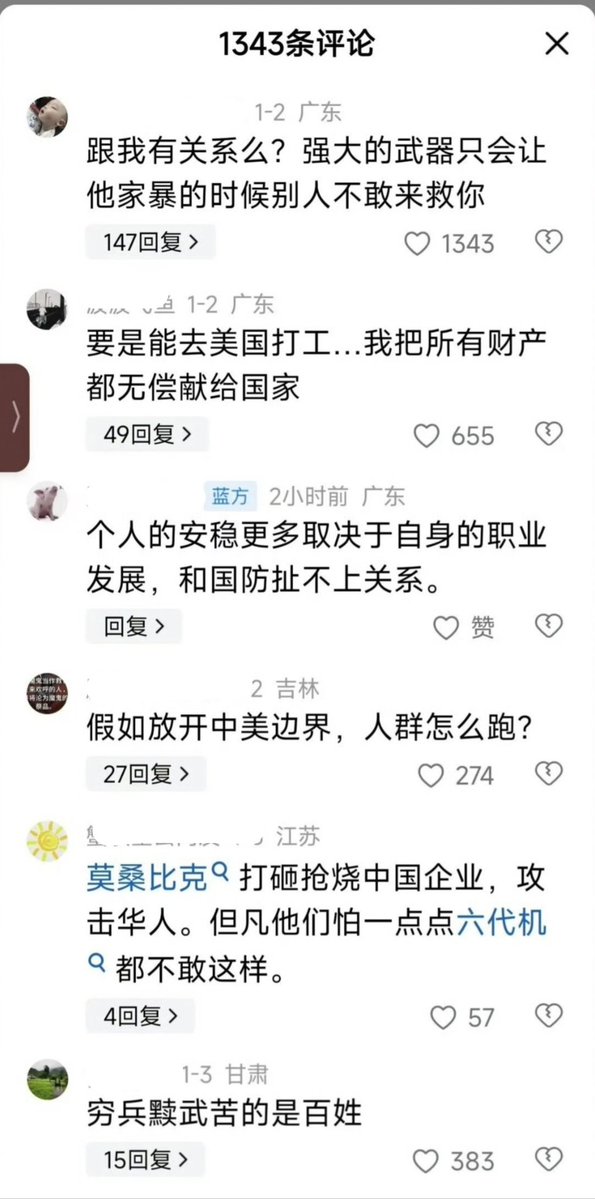 1343条评论
1-2 广东
跟我有关系么？强大的武器只会让
他家暴的时候别人不敢来救你
147回复
1343
1-2 广东
要是能去美国打工...我把所有财产
都无偿献给国家
49回复
655
蓝方 2小时前 广东
个人的安稳更多取决于自身的职业
发展，和国防扯不上关系。
回复
赞
2 吉林
假如放开中美边界，人群怎么跑？
27回复
274
江苏
莫桑比克 打砸抢烧中国企业，攻
击华人。但凡他们怕一点点六代机
都不敢这样。
4回复
57
1-3 甘肃
穷兵黩武苦的是百姓
15回复
383